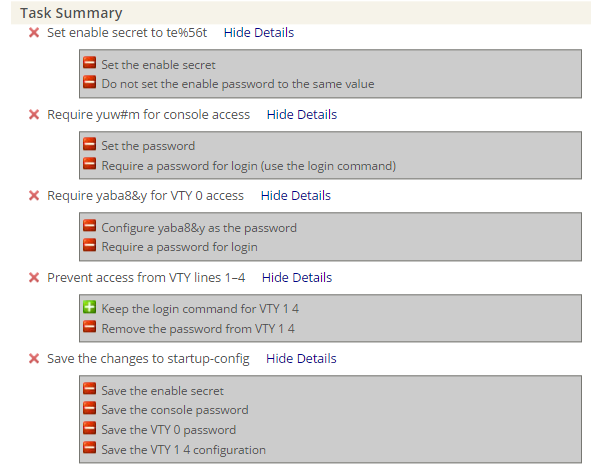 Task Summary
Set enable secret to te%56t Hide Details
Set the enable secret
Do not set the enable password to the same value
Require yuw#m for console access Hide Details
Set the password
Require a password for login (use the login command)
Require yaba8&y for VTY 0 access Hide Details
Configure yaba8&y as the password
Require a password for login
Prevent access from VTY lines 1–4 Hide Details
Keep the login command for VTY 1 4
Remove the password from VTY 1 4
Save the changes to startup-config Hide Details
Save the enable secret
Save the console password
Save the VTY 0 password
Save the VTY 1 4 configuration